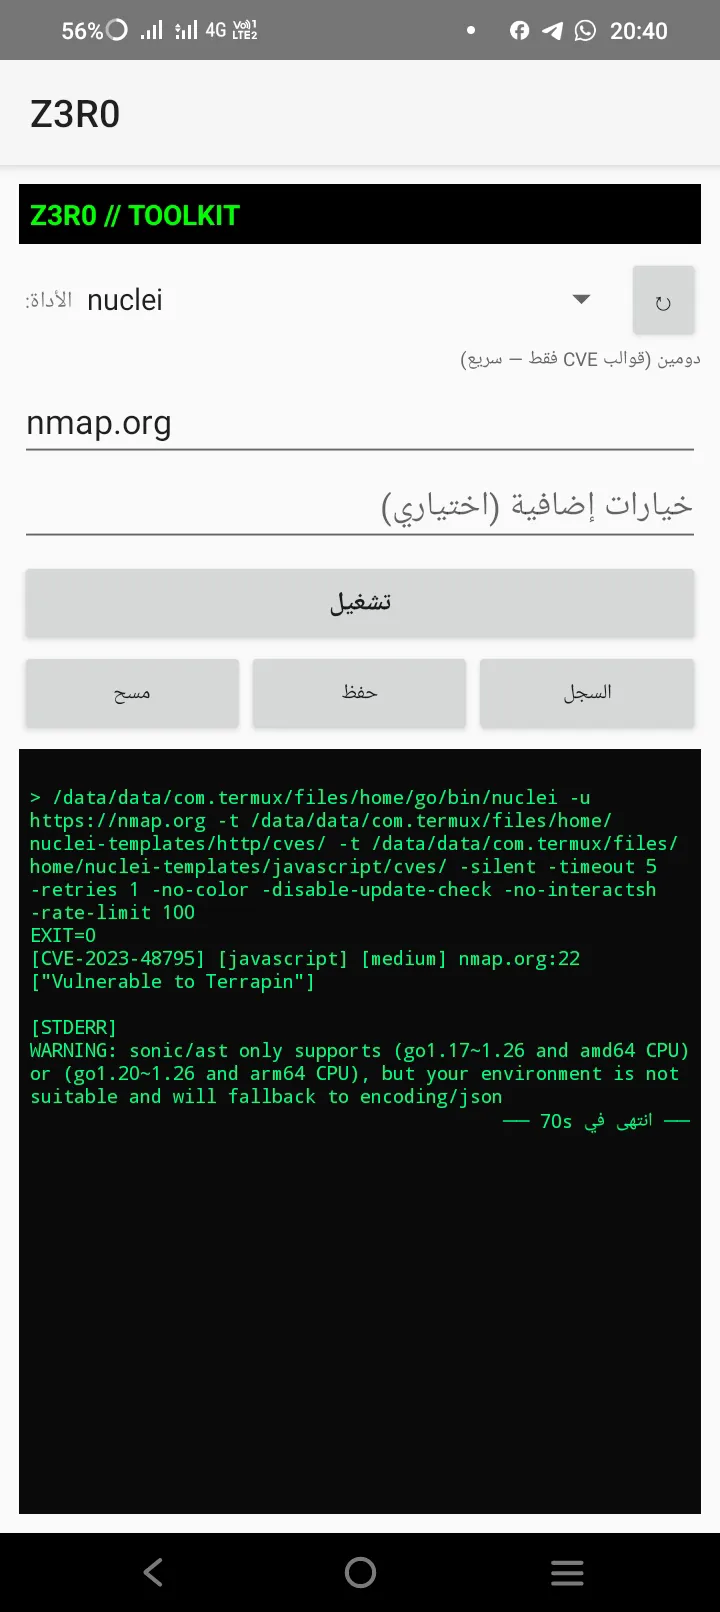 56% 4G Vo)) 1 LTE2 20:40
Z3R0
Z3R0 // TOOLKIT
الأداة: nuclei
دومين (قوالب CVE فقط — سريع)
nmap.org
خيارات إضافية (اختياري)
تشغيل
مسح حفظ السجل
> /data/data/com.termux/files/home/go/bin/nuclei -u
https://nmap.org -t /data/data/com.termux/files/home/
nuclei-templates/http/cves/ -t /data/data/com.termux/files/
home/nuclei-templates/javascript/cves/ -silent -timeout 5
-retries 1 -no-color -disable-update-check -no-interactsh
-rate-limit 100
EXIT=0
[CVE-2023-48795] [javascript] [medium] nmap.org:22
["Vulnerable to Terrapin"]
[STDERR]
WARNING: sonic/ast only supports (go1.17~1.26 and amd64 CPU)
or (go1.20~1.26 and arm64 CPU), but your environment is not
suitable and will fallback to encoding/json
—— انتهى في 70s ——